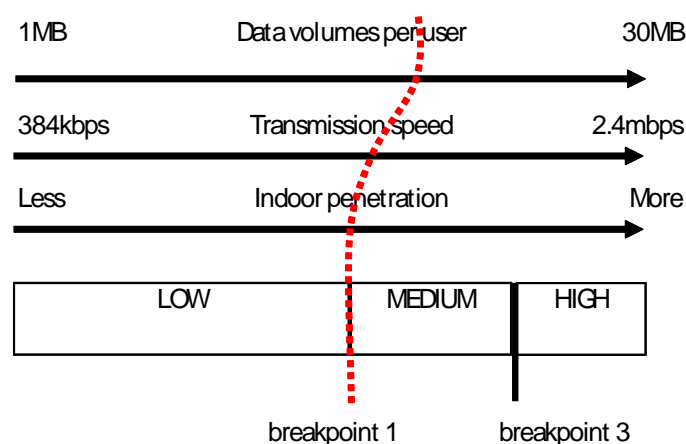 1MB Data volumes per user 30MB
384kbps Transmission speed 2.4mbps
Less Indoor penetration More
LOW MEDIUM HIGH
breakpoint 1 breakpoint 3